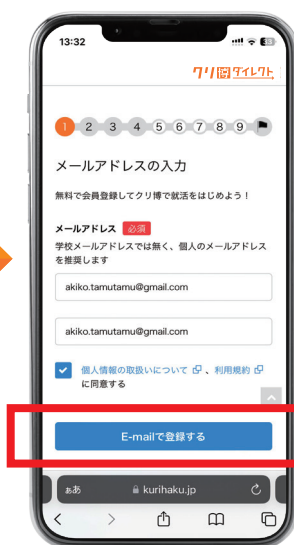 13:32
クリ博ダイレクト
1 2 3 4 5 6 7 8 9
メールアドレスの入力
無料で会員登録してクリ博で就活をはじめよう！
メールアドレス 必須
学校メールアドレスでは無く、個人のメールアドレス
を推奨します
akiko.tamutamu@gmail.com
akiko.tamutamu@gmail.com
個人情報の取扱いについて 、利用規約
に同意する
E-mailで登録する
ぁあ kurihaku.jp